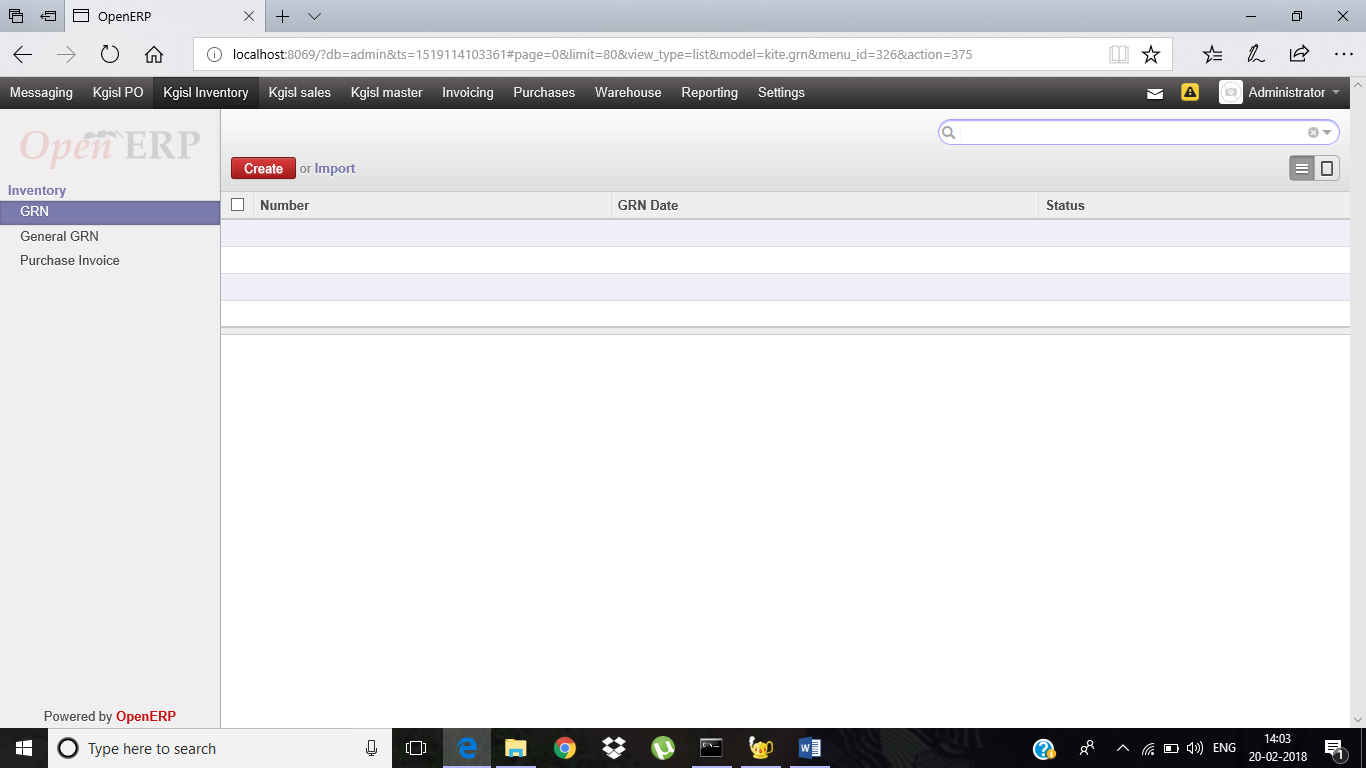 OpenERP
localhost:8069/?db=admin&ts=1519114103361#page=0&limit=80&view_type=list&model=kite.grn&menu_id=326&action=375
Messaging Kgisl PO Kgisl Inventory Kgisl sales Kgisl master Invoicing Purchases Warehouse Reporting Settings Administrator
Open ERP
Create or Import
Inventory
GRN
General GRN
Purchase Invoice
Number GRN Date Status
Powered by OpenERP
Type here to search
ENG
14:03
20-02-2018
1